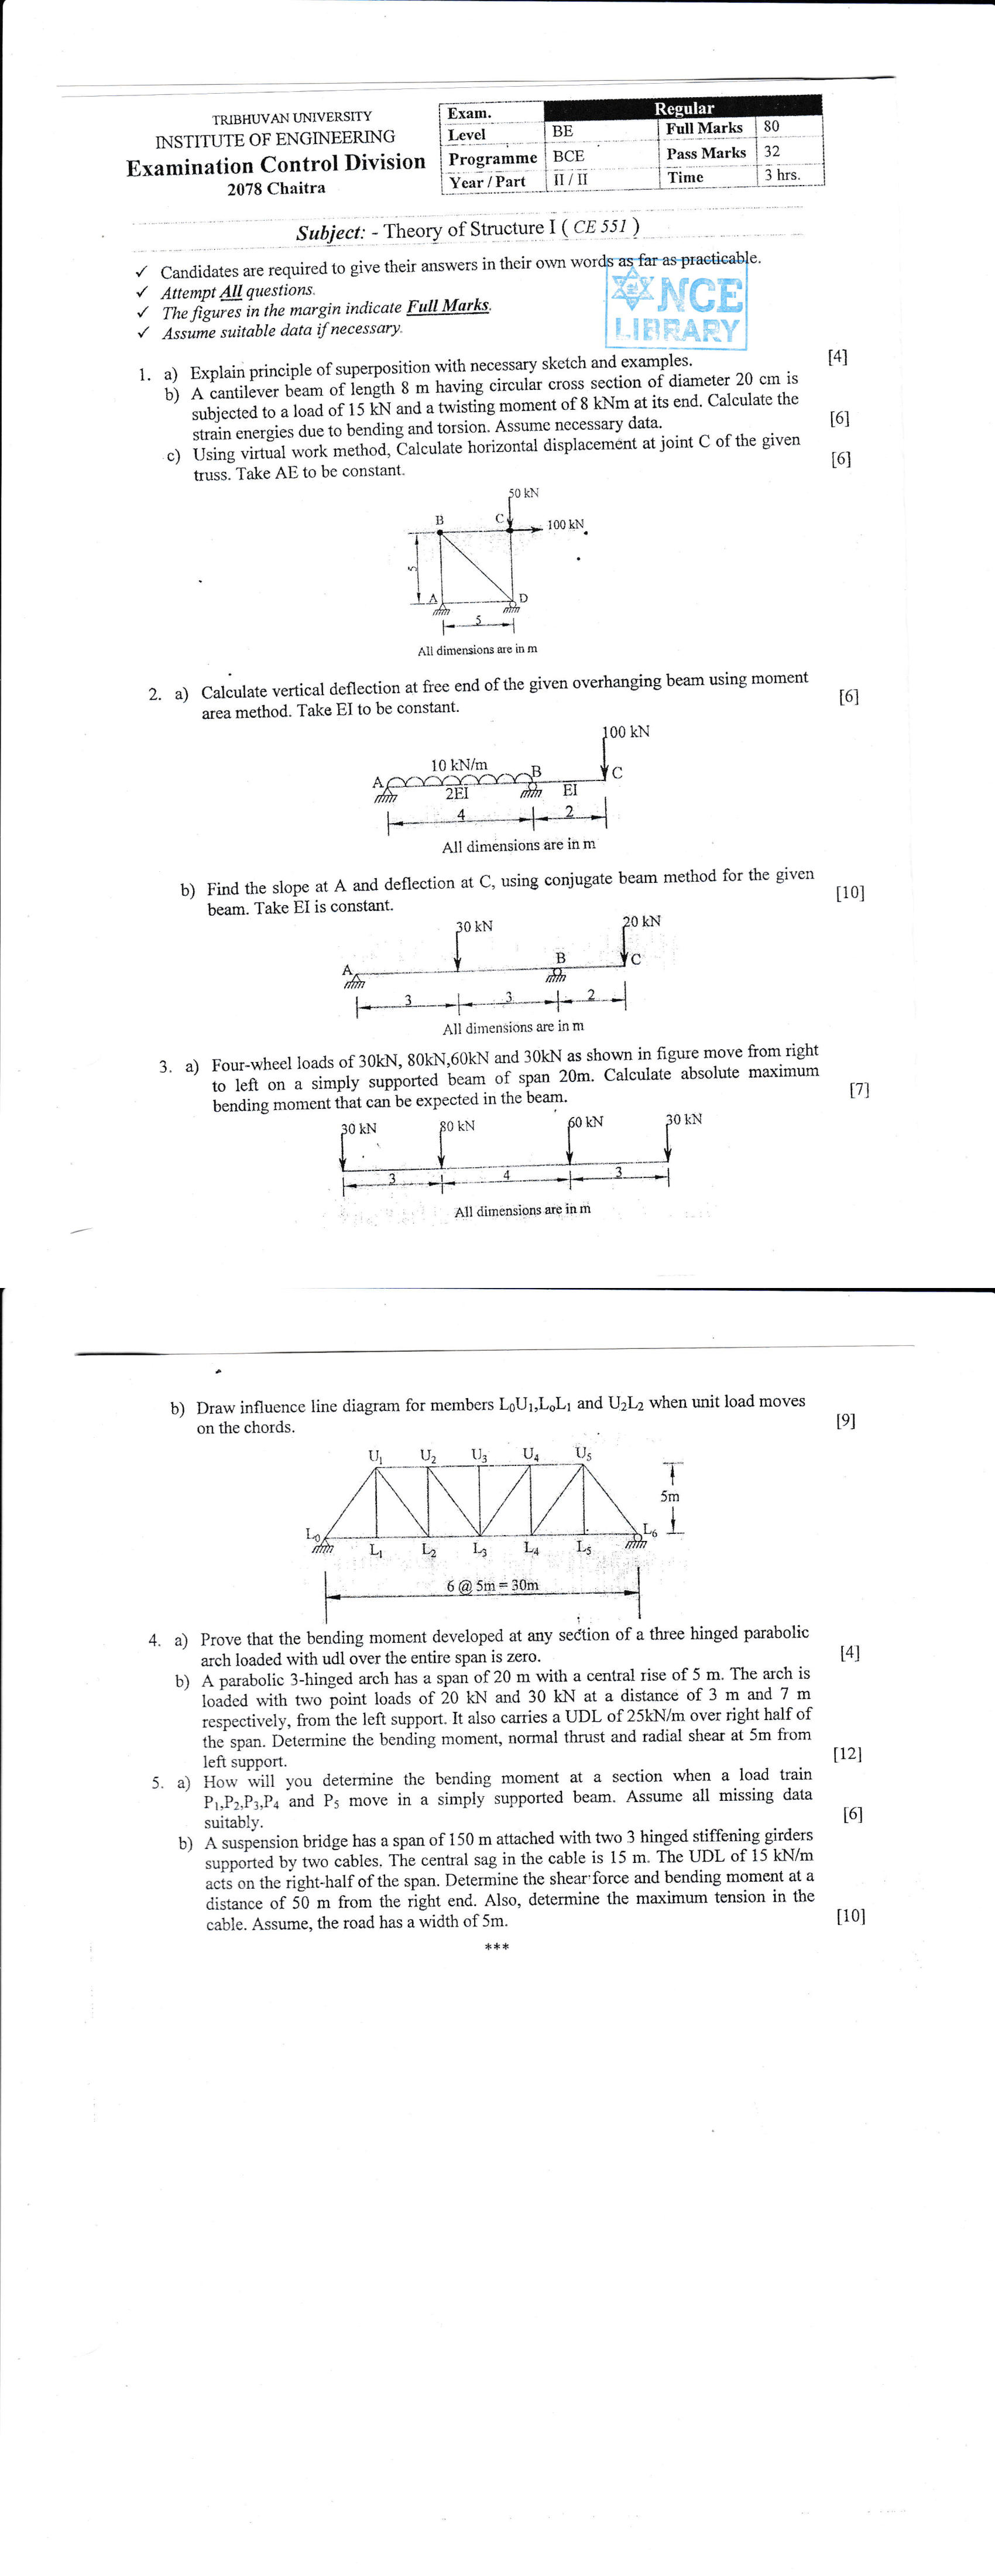 TRIBHUVAN UNIVERSITY
INSTITUTE OF ENGINEERING
Examination Control Division
2078 Chaitra
Exam. Regular
Level BE Full Marks 80
Programme BCE Pass Marks 32
Year / Part II / II Time 3 hrs.
Subject: - Theory of Structure I ( CE 551 )
✓ Candidates are required to give their answers in their own words as far as practicable.
✓ Attempt All questions.
✓ The figures in the margin indicate Full Marks.
✓ Assume suitable data if necessary.
NCE
LIBRARY
1. a) Explain principle of superposition with necessary sketch and examples. [4]
b) A cantilever beam of length 8 m having circular cross section of diameter 20 cm is
subjected to a load of 15 kN and a twisting moment of 8 kNm at its end. Calculate the
strain energies due to bending and torsion. Assume necessary data. [6]
c) Using virtual work method, Calculate horizontal displacement at joint C of the given
truss. Take AE to be constant. [6]
50 kN
B C 100 kN
5
A D
5
All dimensions are in m
2. a) Calculate vertical deflection at free end of the given overhanging beam using moment
area method. Take EI to be constant. [6]
100 kN
10 kN/m
A B C
2EI EI
4 2
All dimensions are in m
b) Find the slope at A and deflection at C, using conjugate beam method for the given
beam. Take EI is constant. [10]
30 kN 20 kN
A B C
3 3 2
All dimensions are in m
3. a) Four-wheel loads of 30kN, 80kN,60kN and 30kN as shown in figure move from right
to left on a simply supported beam of span 20m. Calculate absolute maximum
bending moment that can be expected in the beam. [7]
30 kN 80 kN 60 kN 30 kN
3 4 3
All dimensions are in m
b) Draw influence line diagram for members L₀U₁,LₒL₁ and U₂L₂ when unit load moves
on the chords. [9]
U₁ U₂ U₃ U₄ U₅
5m
L₀ L₁ L₂ L₃ L₄ L₅ L₆
6 @ 5m = 30m
4. a) Prove that the bending moment developed at any section of a three hinged parabolic
arch loaded with udl over the entire span is zero. [4]
b) A parabolic 3-hinged arch has a span of 20 m with a central rise of 5 m. The arch is
loaded with two point loads of 20 kN and 30 kN at a distance of 3 m and 7 m
respectively, from the left support. It also carries a UDL of 25kN/m over right half of
the span. Determine the bending moment, normal thrust and radial shear at 5m from
left support. [12]
5. a) How will you determine the bending moment at a section when a load train
P₁,P₂,P₃,P₄ and P₅ move in a simply supported beam. Assume all missing data
suitably. [6]
b) A suspension bridge has a span of 150 m attached with two 3 hinged stiffening girders
supported by two cables. The central sag in the cable is 15 m. The UDL of 15 kN/m
acts on the right-half of the span. Determine the shear force and bending moment at a
distance of 50 m from the right end. Also, determine the maximum tension in the
cable. Assume, the road has a width of 5m. [10]
***